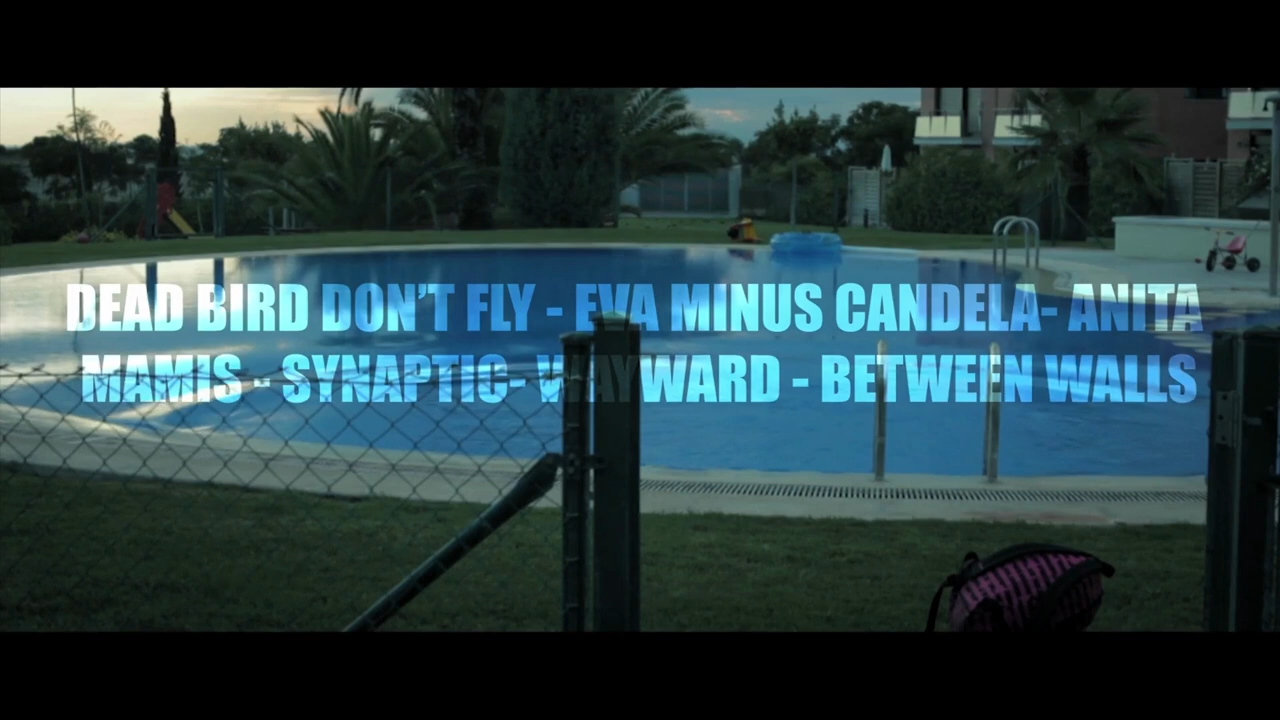 DEAD BIRD DON'T FLY - EVA MINUS CANDELA- ANITA
MAMIS - SYNAPTIC- WAYWARD - BETWEEN WALLS